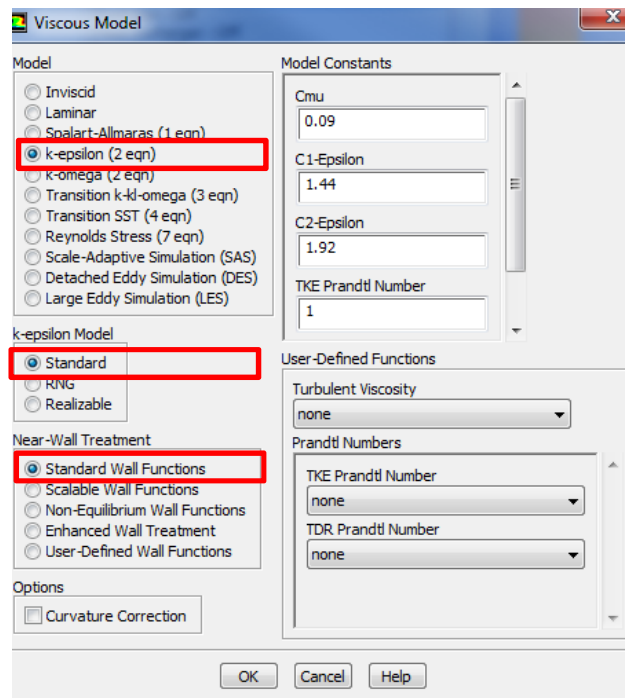 Viscous Model
Model
Inviscid
Laminar
Spalart-Allmaras (1 eqn)
k-epsilon (2 eqn)
k-omega (2 eqn)
Transition k-kl-omega (3 eqn)
Transition SST (4 eqn)
Reynolds Stress (7 eqn)
Scale-Adaptive Simulation (SAS)
Detached Eddy Simulation (DES)
Large Eddy Simulation (LES)
k-epsilon Model
Standard
RNG
Realizable
Near-Wall Treatment
Standard Wall Functions
Scalable Wall Functions
Non-Equilibrium Wall Functions
Enhanced Wall Treatment
User-Defined Wall Functions
Options
Curvature Correction
Model Constants
Cmu
0.09
C1-Epsilon
1.44
C2-Epsilon
1.92
TKE Prandtl Number
1
User-Defined Functions
Turbulent Viscosity
none
Prandtl Numbers
TKE Prandtl Number
none
TDR Prandtl Number
none
OK
Cancel
Help